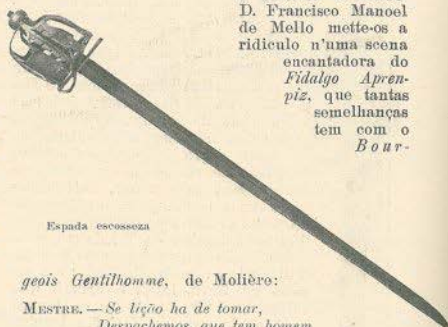 D. Francisco Manoel
de Mello mette-os a
ridiculo n'uma scena
encantadora do
Fidalgo Apren-
piz, que tantas
semelhanças
tem com o
Bour-
Espada escosseza
geois Gentilhomme, de Molière:
MESTRE.—Se lição ha de tomar,
Despachemos, que tem homem